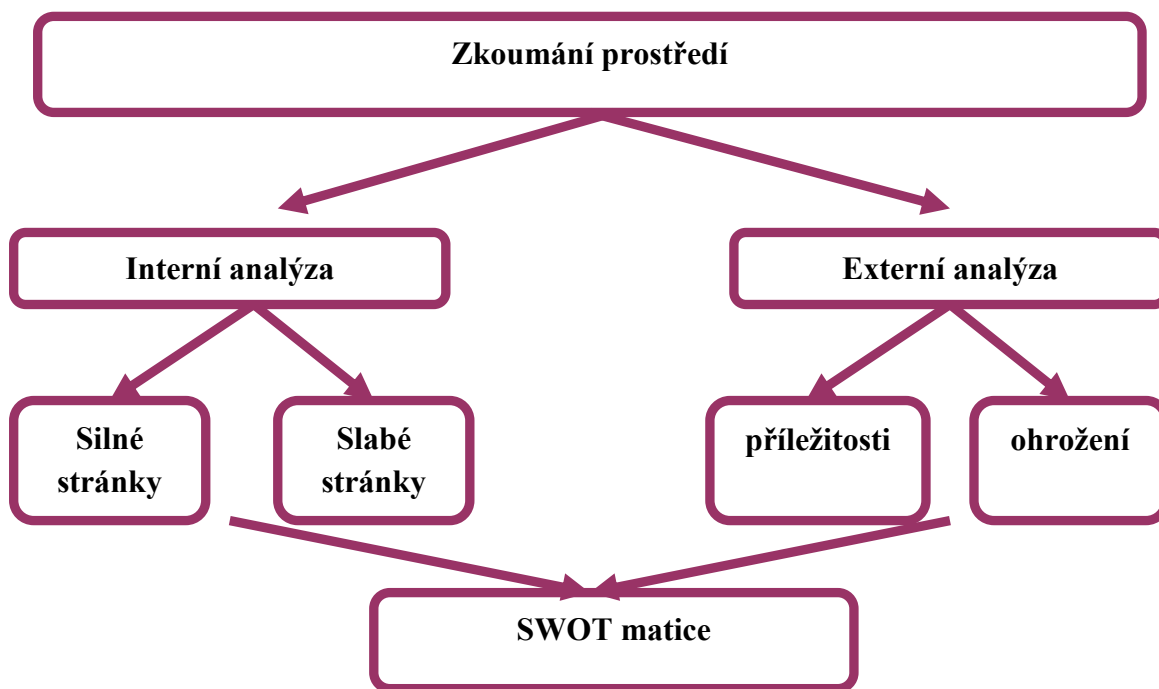 Zkoumání prostředí
Interní analýza
Externí analýza
Silné
stránky
Slabé
stránky
příležitosti
ohrožení
SWOT matice